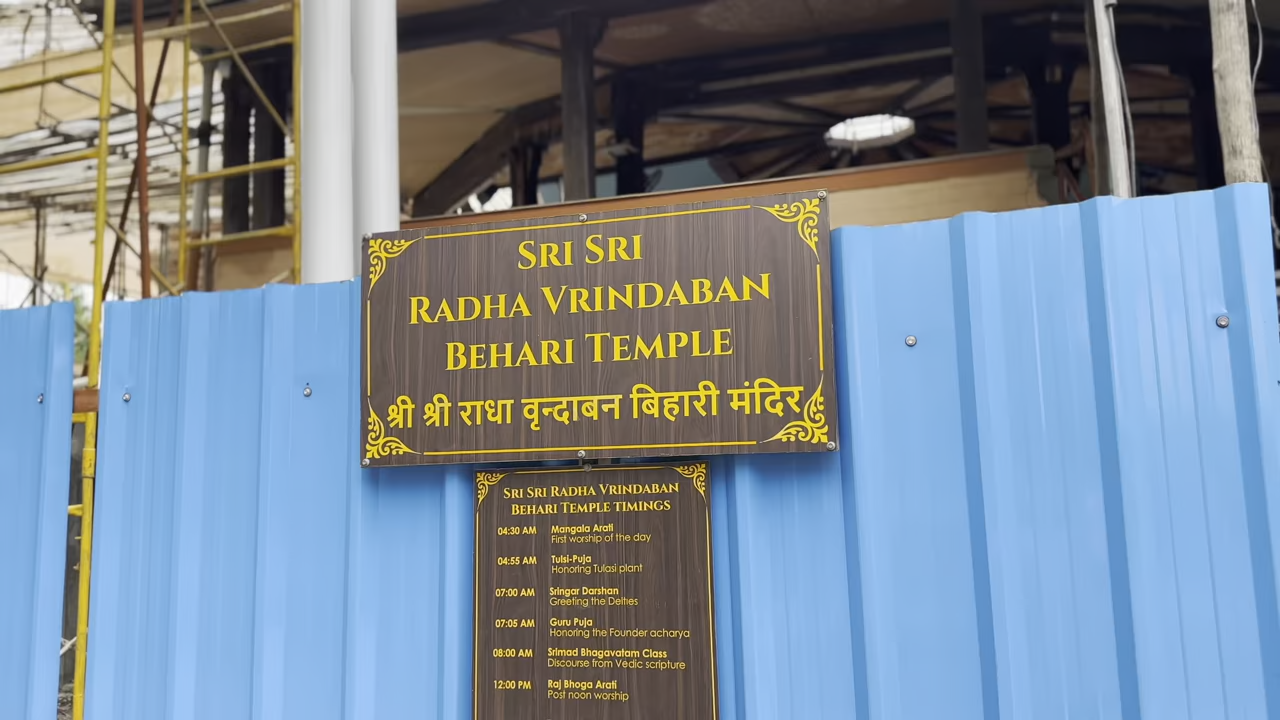 SRI SRI
RADHA VRINDABAN
BEHARI TEMPLE
श्री श्री राधा वृन्दाबन बिहारी मंदिर
SRI SRI RADHA VRINDABAN
BEHARI TEMPLE TIMINGS
04:30 AM Mangala Arati
First worship of the day
04:55 AM Tulsi-Puja
Honoring Tulasi plant
07:00 AM Sringar Darshan
Greeting the Deities
07:05 AM Guru Puja
Honoring the Founder acharya
08:00 AM Srimad Bhagavatam Class
Discourse from Vedic scripture
12:00 PM Raj Bhoga Arati
Post noon worship